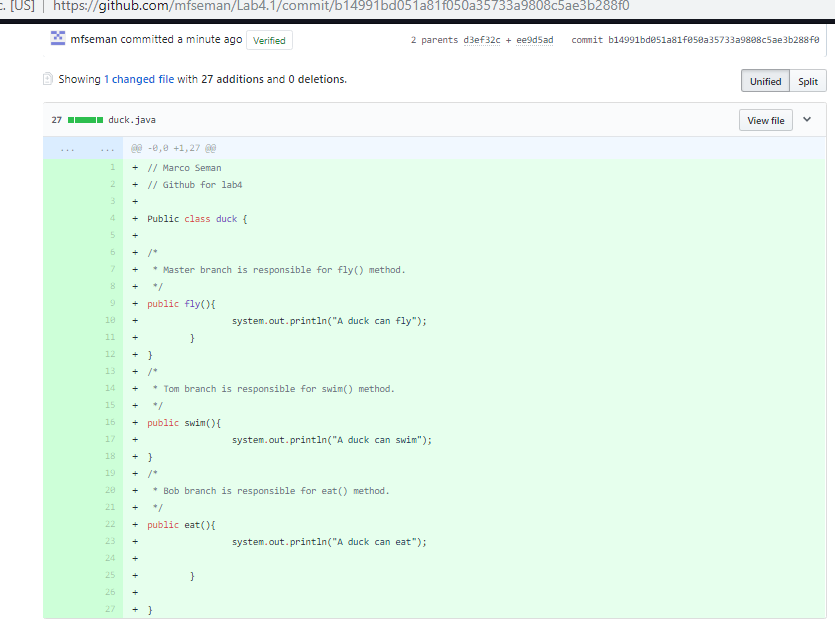 c. [US] | https://github.com/mfseman/Lab4.1/commit/b14991bd051a81f050a35733a9808c5ae3b288f0
mfseman committed a minute ago Verified 2 parents d3ef32c + ee9d5ad commit b14991bd051a81f050a35733a9808c5ae3b288f0
Showing 1 changed file with 27 additions and 0 deletions. Unified Split
27 duck.java View file
... ... @@ -0,0 +1,27 @@
1 + // Marco Seman
2 + // Github for lab4
3 +
4 + Public class duck {
5 +
6 + /*
7 + * Master branch is responsible for fly() method.
8 + */
9 + public fly(){
10 + system.out.println("A duck can fly");
11 + }
12 + }
13 + /*
14 + * Tom branch is responsible for swim() method.
15 + */
16 + public swim(){
17 + system.out.println("A duck can swim");
18 + }
19 + /*
20 + * Bob branch is responsible for eat() method.
21 + */
22 + public eat(){
23 + system.out.println("A duck can eat");
24 +
25 + }
26 +
27 + }